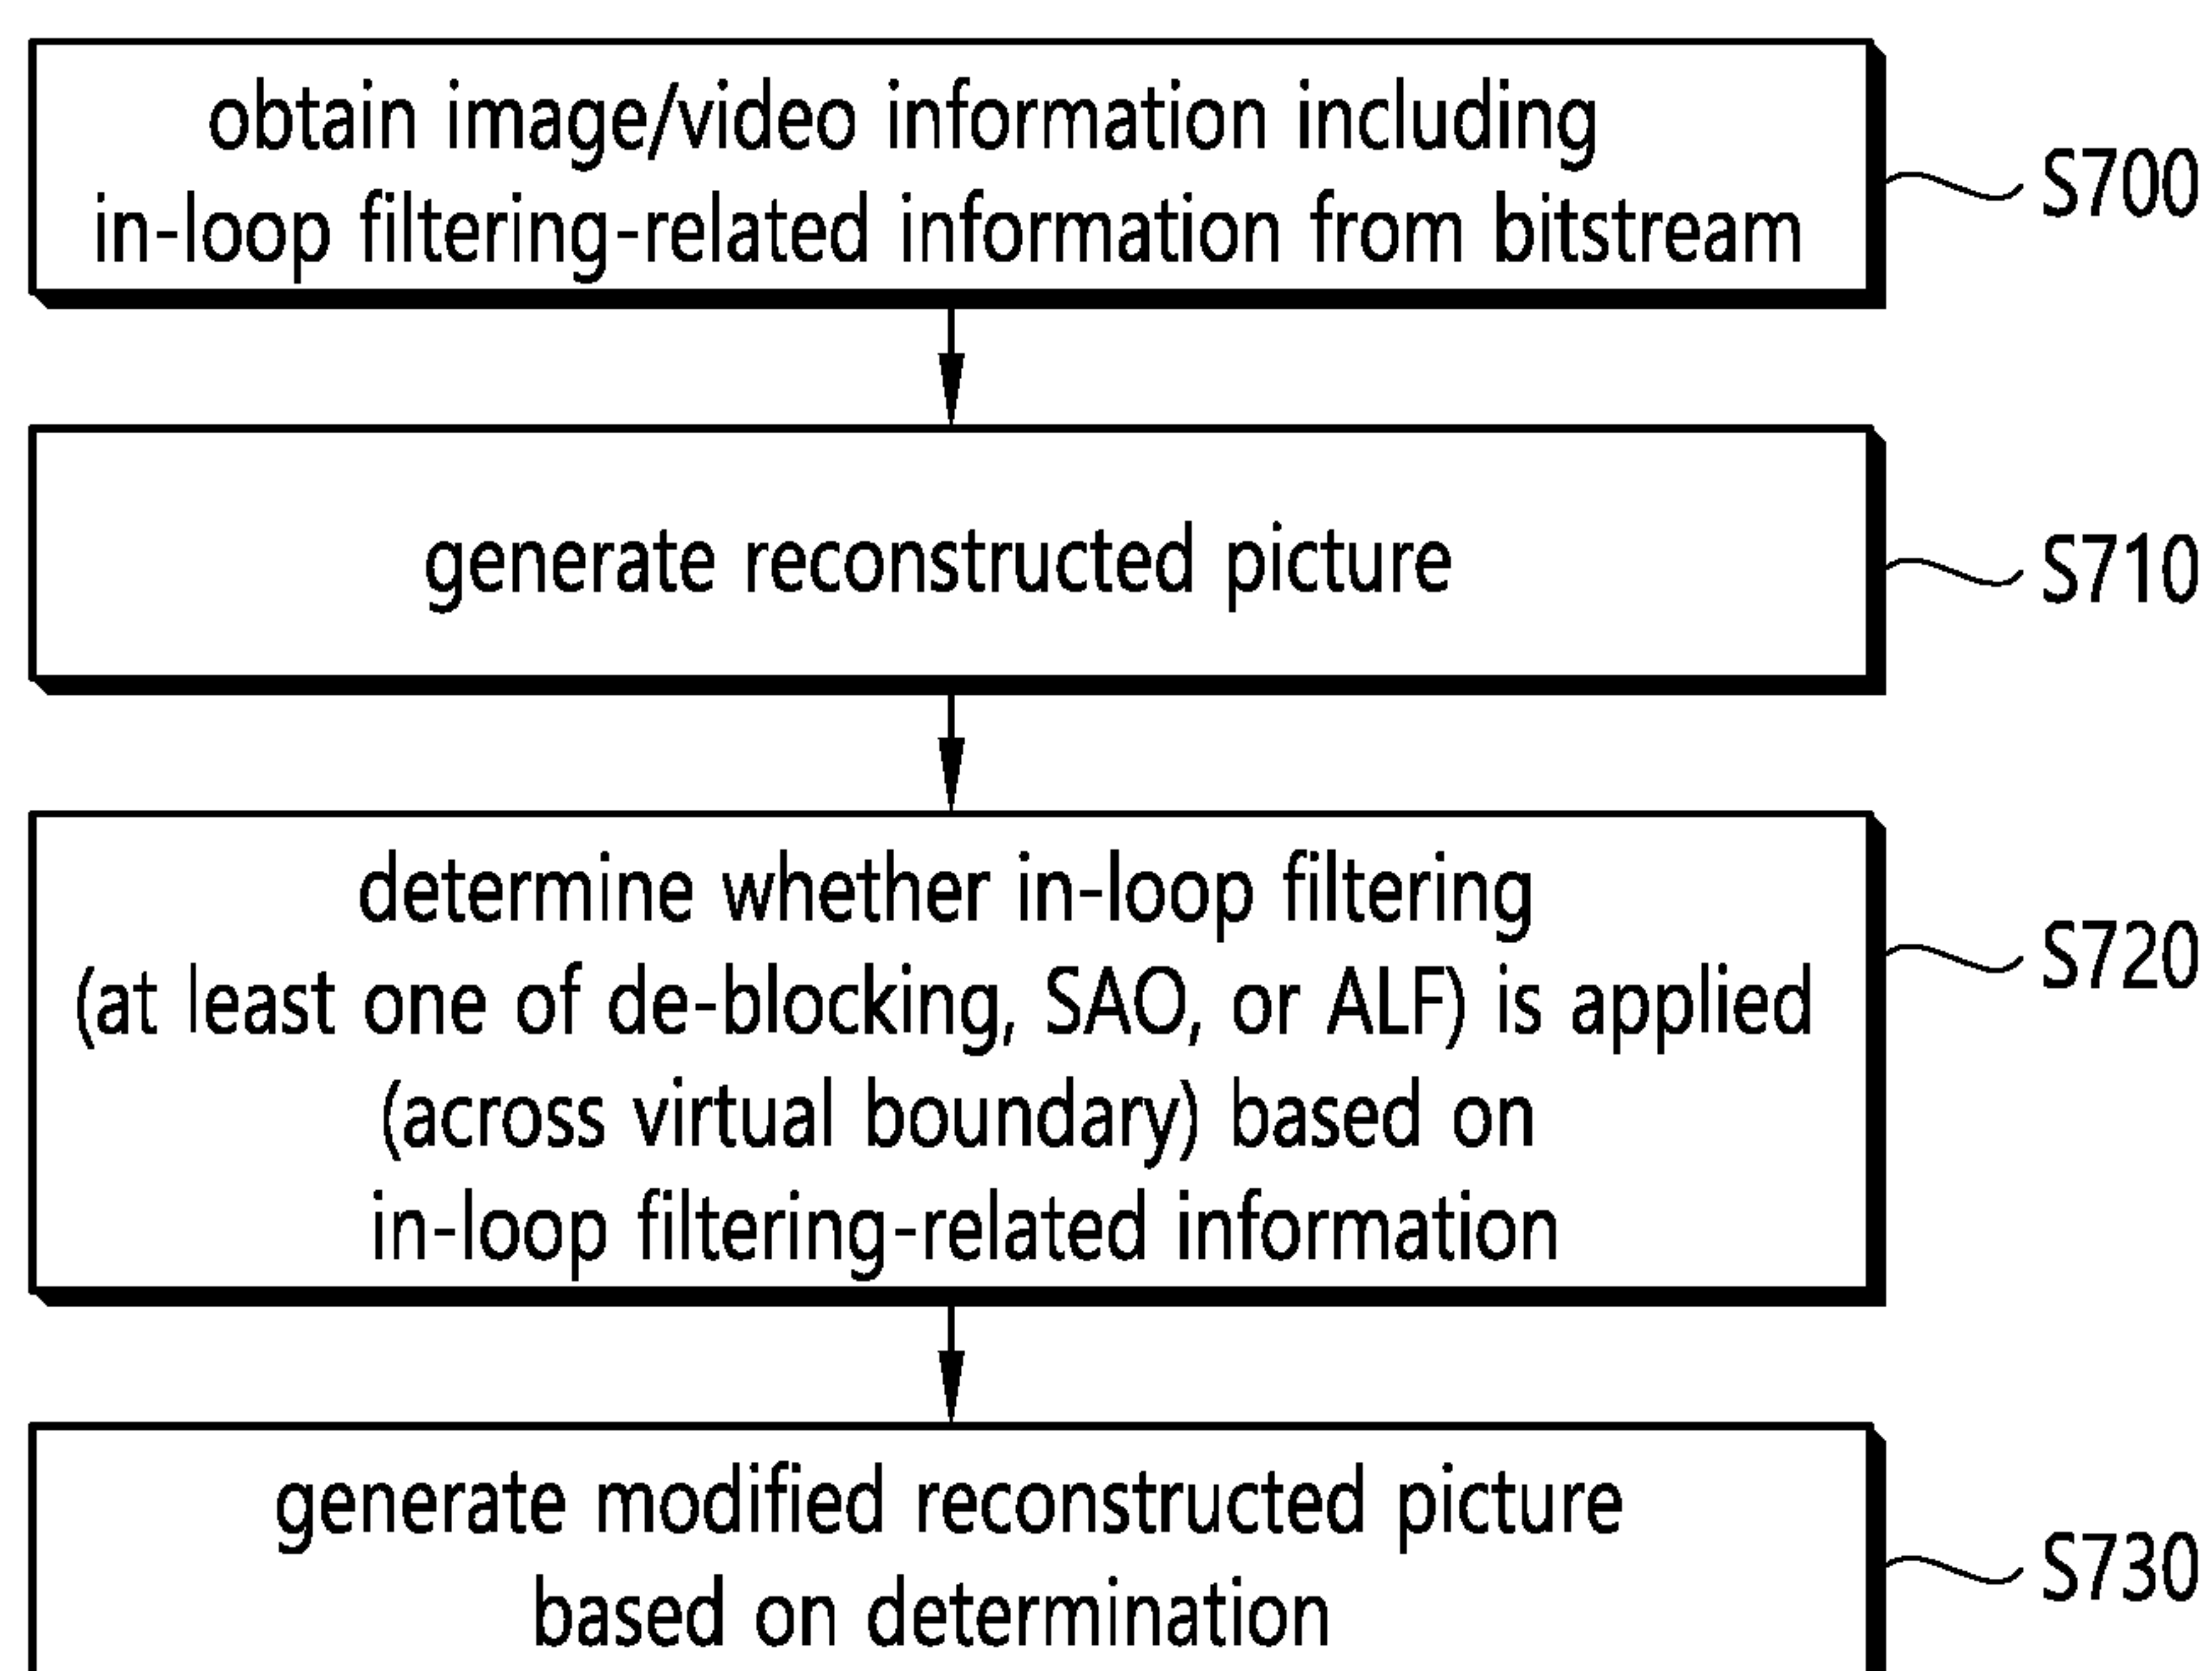 obtain image/video information including
in-loop filtering-related information from bitstream
S700
generate reconstructed picture
S710
determine whether in-loop filtering
(at least one of de-blocking, SAO, or ALF) is applied
(across virtual boundary) based on
in-loop filtering-related information
S720
generate modified reconstructed picture
based on determination
S730